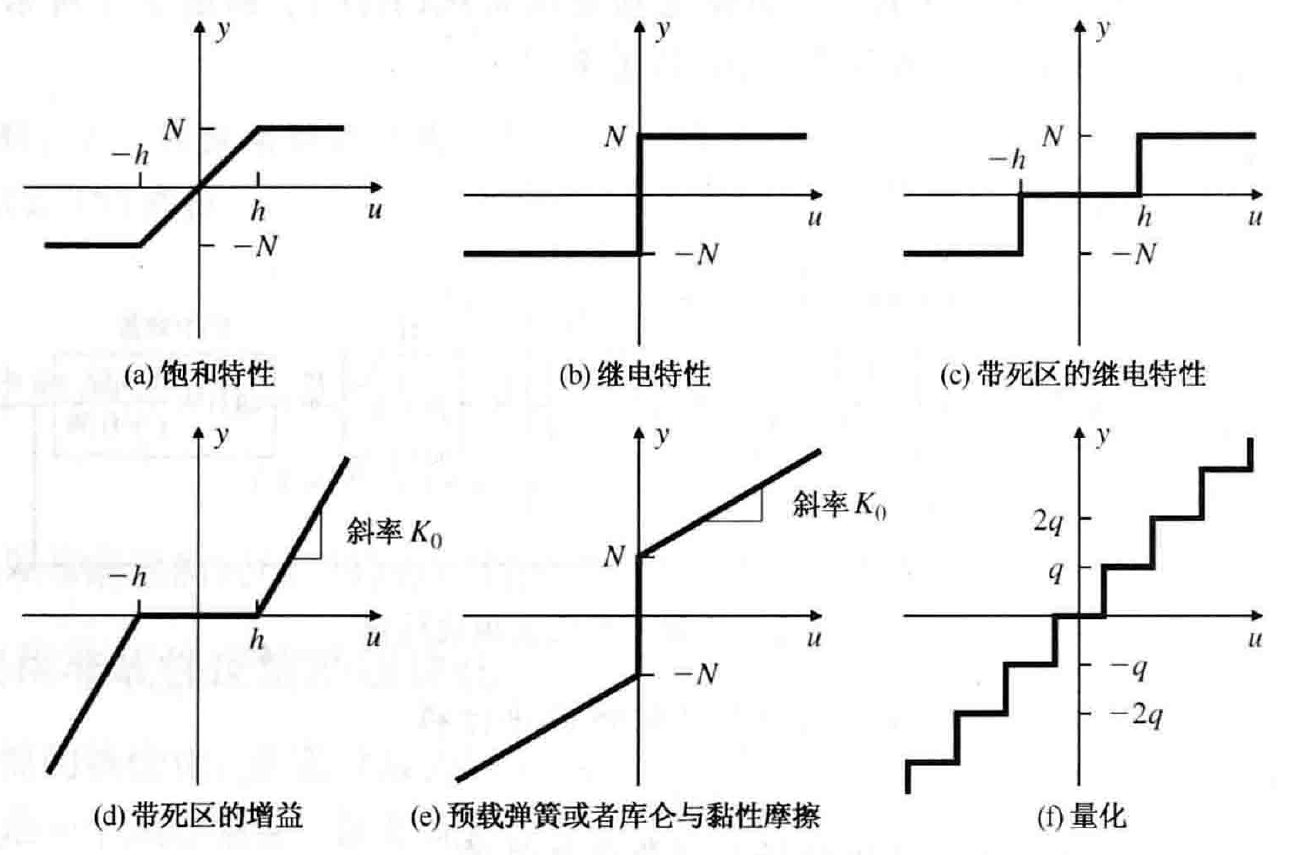 y y y
N N N
−h −h
h u u h u
−N −N −N
(a) 饱和特性 (b) 继电特性 (c) 带死区的继电特性
y y y
斜率 K₀ 斜率 K₀ 2q
−h N q
h u u u
−N −q
−2q
(d) 带死区的增益 (e) 预载弹簧或者库仑与黏性摩擦 (f) 量化